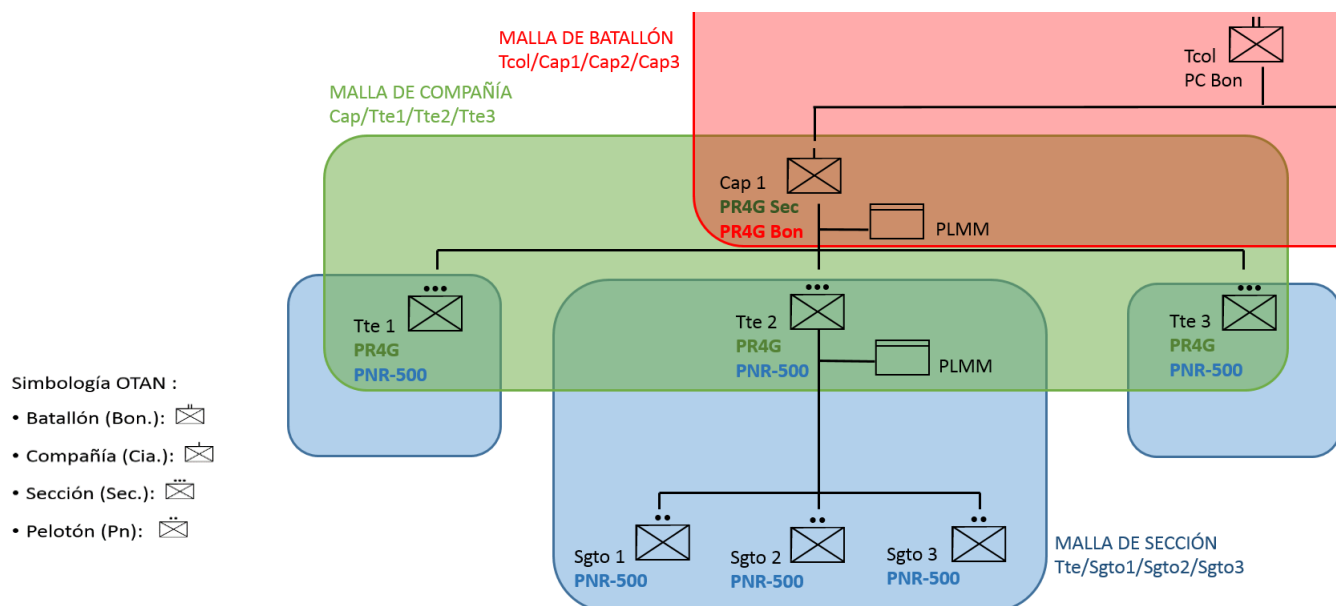 MALLA DE BATALLÓN
Tcol/Cap1/Cap2/Cap3
Tcol
PC Bon
MALLA DE COMPAÑÍA
Cap/Tte1/Tte2/Tte3
Cap 1
PR4G Sec
PR4G Bon
PLMM
Tte 1
PR4G
PNR-500
Tte 2
PR4G
PNR-500
PLMM
Tte 3
PR4G
PNR-500
Simbología OTAN :
• Batallón (Bon.):
• Compañía (Cia.):
• Sección (Sec.):
• Pelotón (Pn):
Sgto 1
PNR-500
Sgto 2
PNR-500
Sgto 3
PNR-500
MALLA DE SECCIÓN
Tte/Sgto1/Sgto2/Sgto3